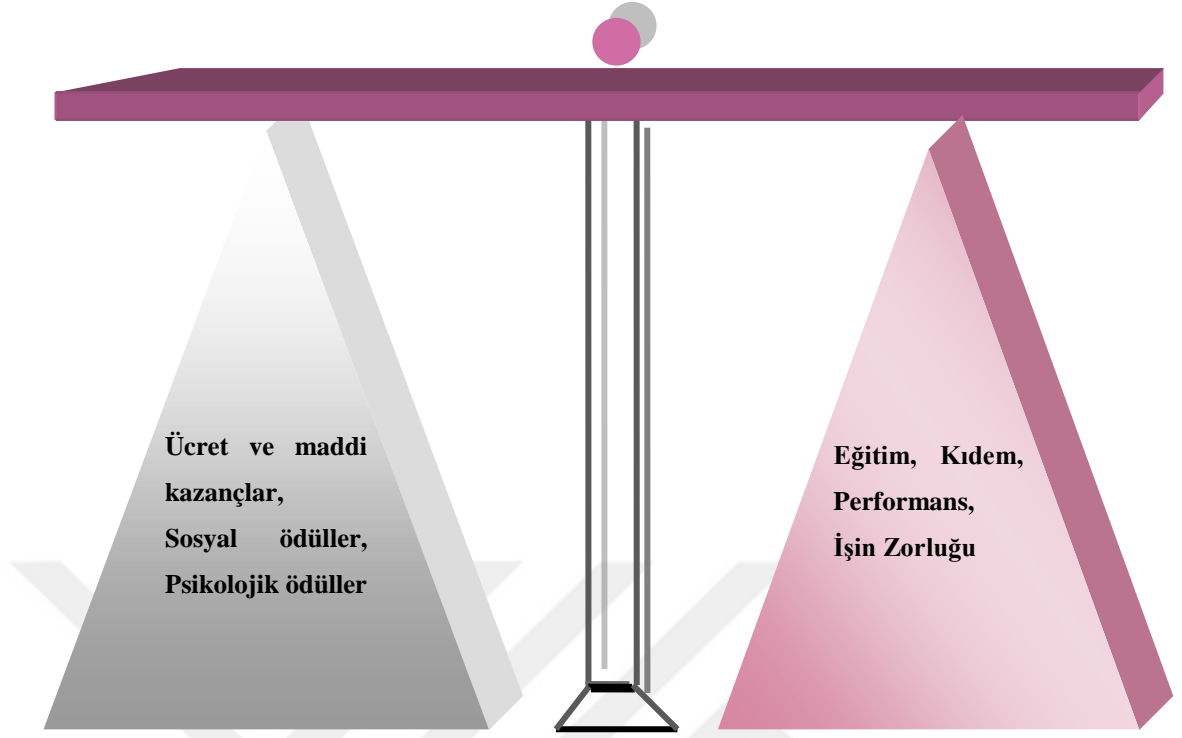 Ücret ve maddi
kazançlar,
Sosyal ödüller,
Psikolojik ödüller
Eğitim, Kıdem,
Performans,
İşin Zorluğu